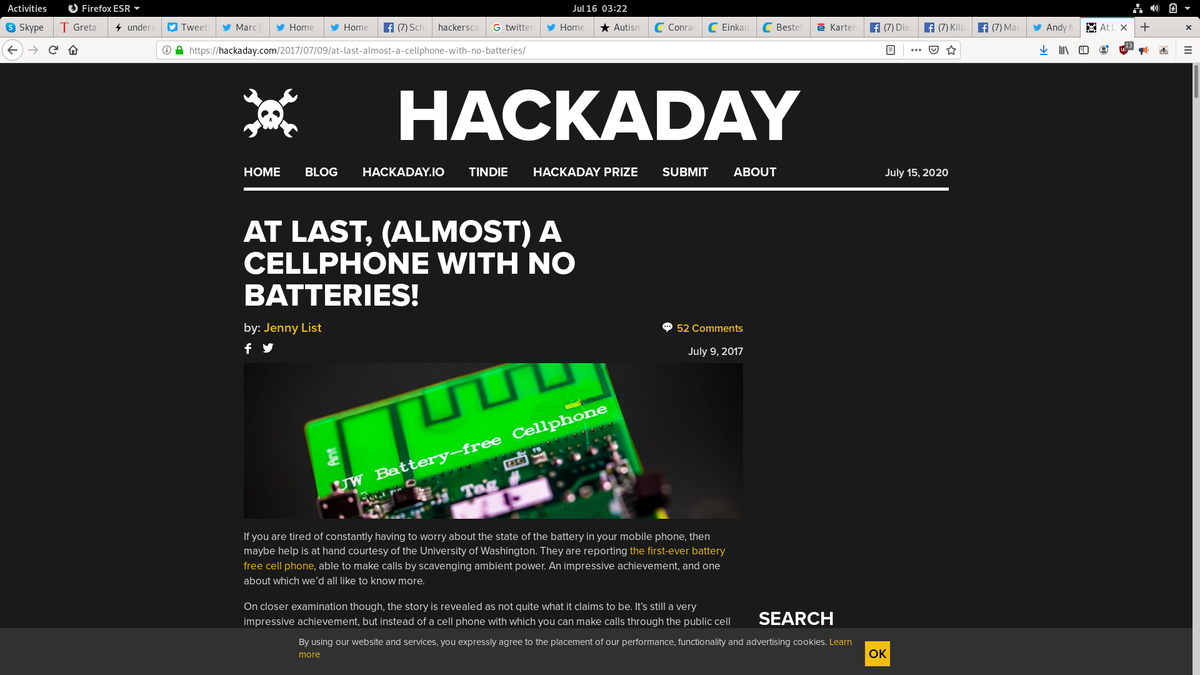 Activities Firefox ESR Jul 16 03:22
Skype Greta unders Tweet Marc Home Home (7) Sch hackersca twitter Home Autism Conra Einkau Bestell Karten (7) Dis (7) Kille (7) Mar Andy N At L
https://hackaday.com/2017/07/09/at-last-almost-a-cellphone-with-no-batteries/ 13
HACKADAY
HOME BLOG HACKADAY.IO TINDIE HACKADAY PRIZE SUBMIT ABOUT July 15, 2020
AT LAST, (ALMOST) A
CELLPHONE WITH NO
BATTERIES!
by: Jenny List 52 Comments
July 9, 2017
Ant
UW Battery-free Cellphone
Tag #
If you are tired of constantly having to worry about the state of the battery in your mobile phone, then
maybe help is at hand courtesy of the University of Washington. They are reporting the first-ever battery
free cell phone, able to make calls by scavenging ambient power. An impressive achievement, and one
about which we'd all like to know more.
On closer examination though, the story is revealed as not quite what it claims to be. It's still a very
impressive achievement, but instead of a cell phone with which you can make calls through the public cell
SEARCH
By using our website and services, you expressly agree to the placement of our performance, functionality and advertising cookies. Learn
more
OK